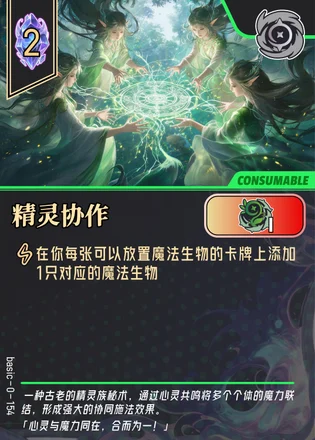 2
CONSUMABLE
精灵协作
1
在你每张可以放置魔法生物的卡牌上添加
1只对应的魔法生物
basic-0-154
一种古老的精灵族秘术，通过心灵共鸣将多个个体的魔力联
结，形成强大的协同施法效果。
「心灵与魔力同在，合而为一！」